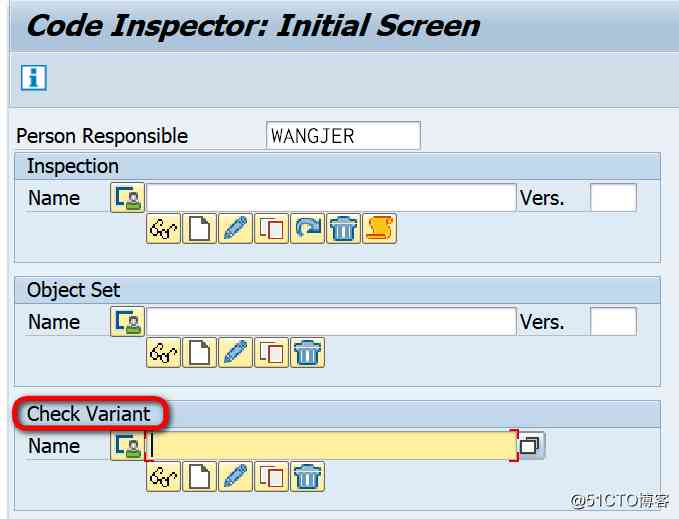 Code Inspector: Initial Screen
Person Responsible WANGJER
Inspection
Name Vers.
Object Set
Name Vers.
Check Variant
Name
@51CTO博客